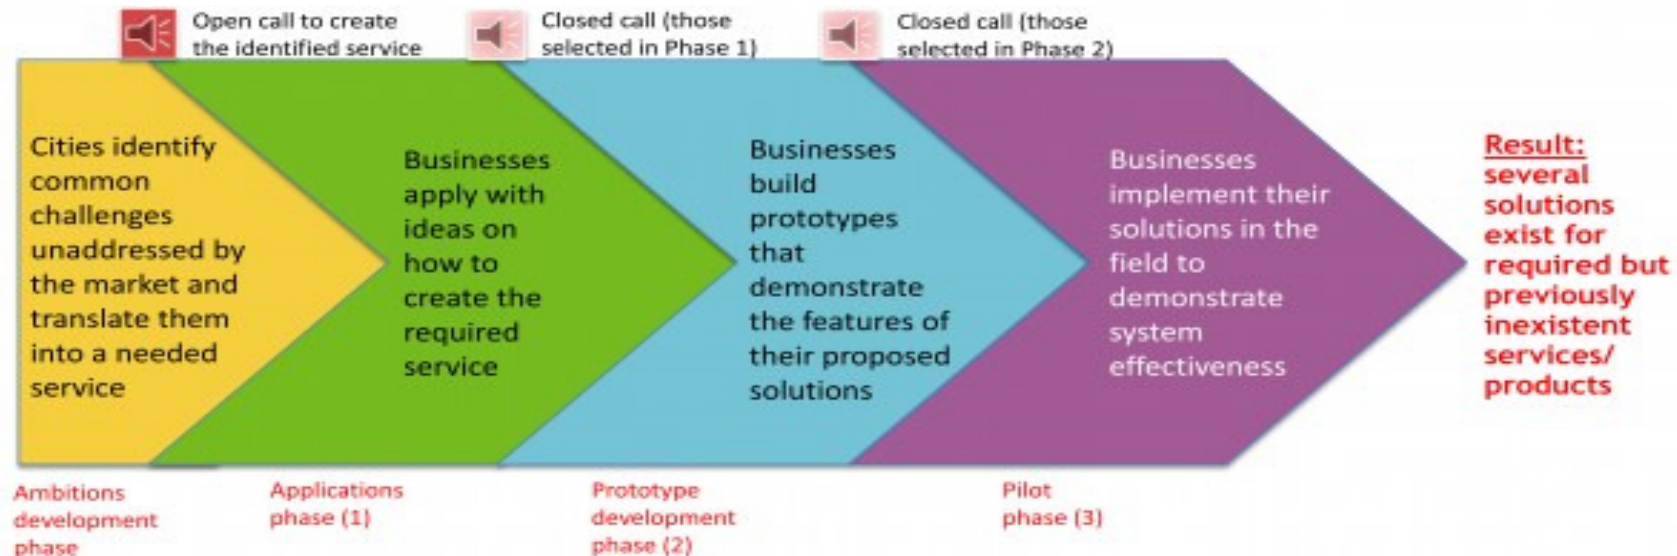 Open call to create
the identified service
Closed call (those
selected in Phase 1)
Closed call (those
selected in Phase 2)
Cities identify
common
challenges
unaddressed by
the market and
translate them
into a needed
service
Businesses
apply with
ideas on
how to
create the
required
service
Businesses
build
prototypes
that
demonstrate
the features of
their proposed
solutions
Businesses
implement their
solutions in the
field to
demonstrate
system
effectiveness
Result:
several
solutions
exist for
required but
previously
inexistent
services/
products
Ambitions
development
phase
Applications
phase (1)
Prototype
development
phase (2)
Pilot
phase (3)